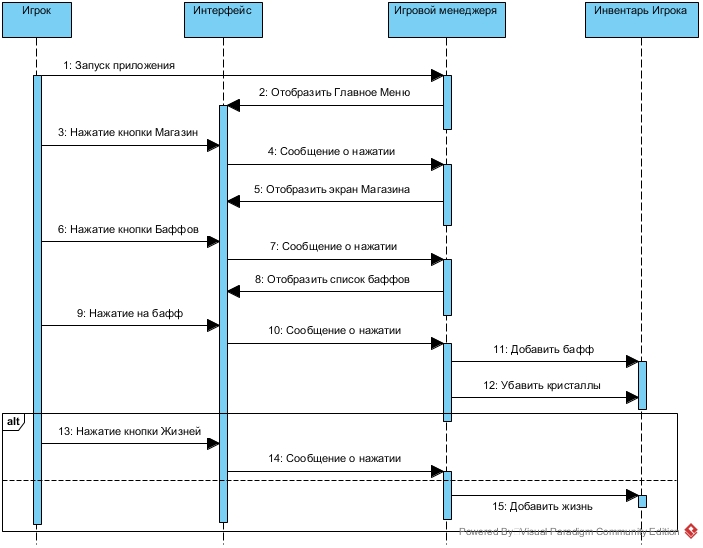 Игрок
Интерфейс
Игровой менеджеря
Инвентарь Игрока
1: Запуск приложения
2: Отобразить Главное Меню
3: Нажатие кнопки Магазин
4: Сообщение о нажатии
5: Отобразить экран Магазина
6: Нажатие кнопки Баффов
7: Сообщение о нажатии
8: Отобразить список баффов
9: Нажатие на бафф
10: Сообщение о нажатии
11: Добавить бафф
12: Убавить кристаллы
alt
13: Нажатие кнопки Жизней
14: Сообщение о нажатии
15: Добавить жизнь
Powered By Visual Paradigm Community Edition